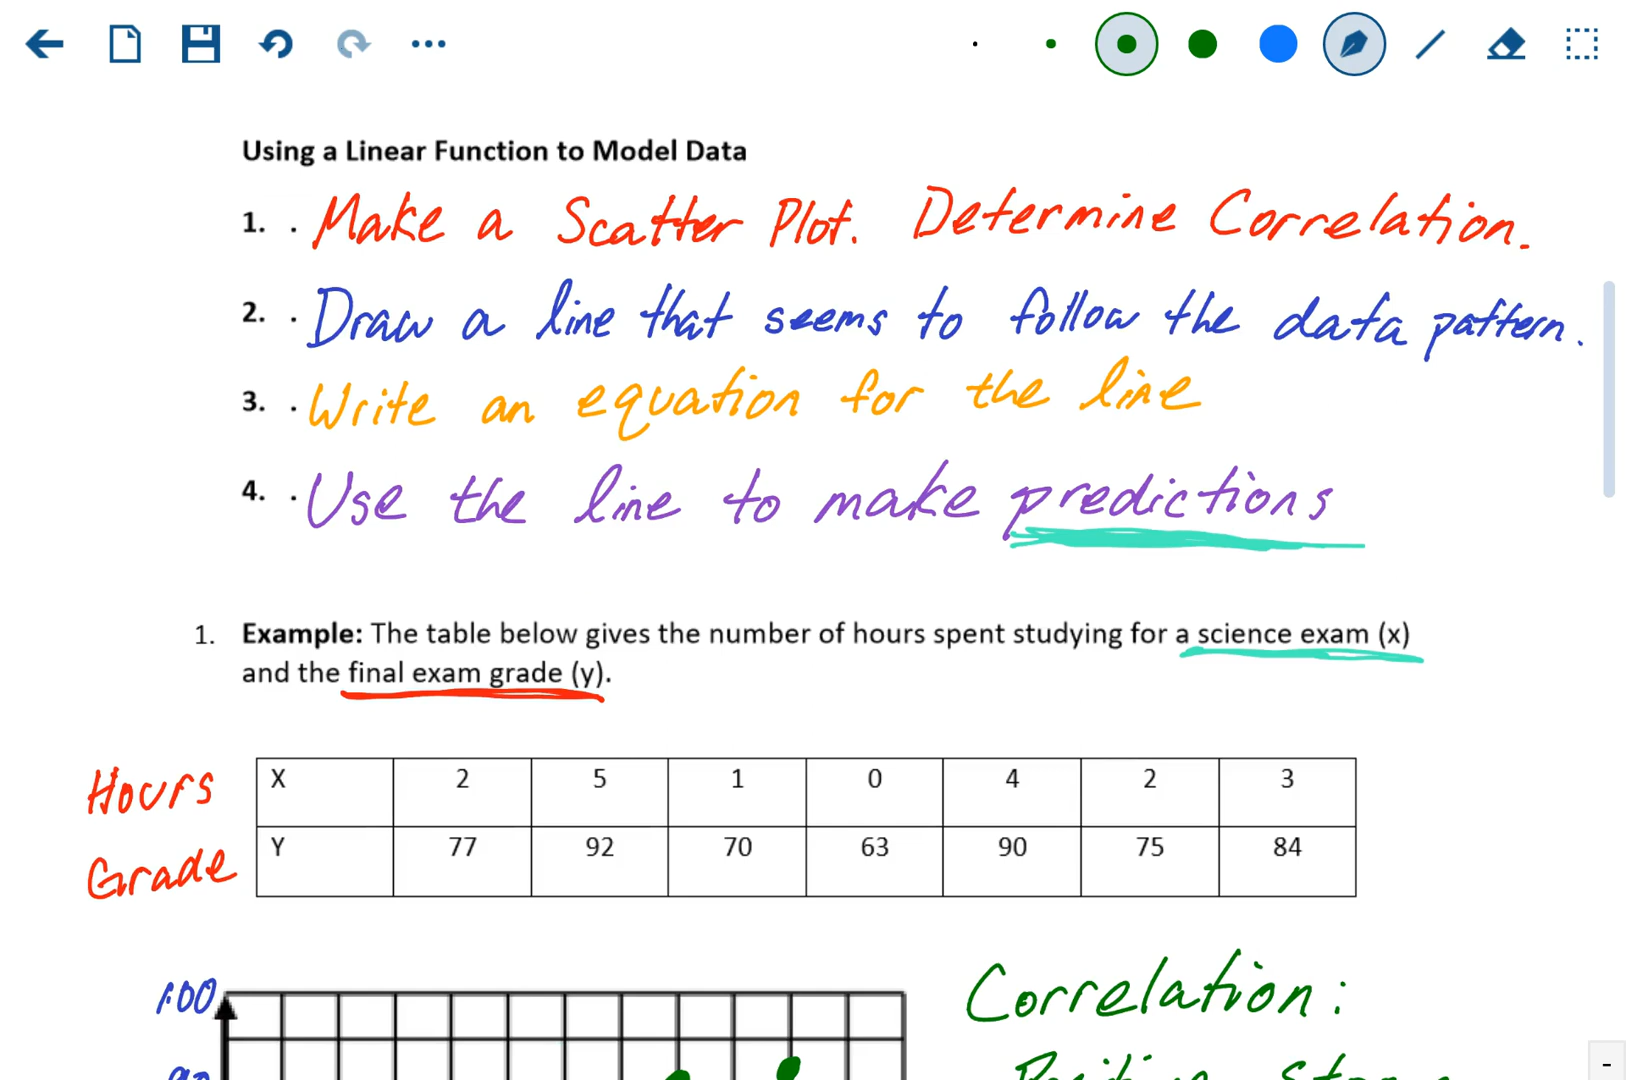 Using a Linear Function to Model Data
1. . Make a Scatter Plot. Determine Correlation.
2. . Draw a line that seems to follow the data pattern.
3. . Write an equation for the line
4. . Use the line to make predictions
1. Example: The table below gives the number of hours spent studying for a science exam (x)
and the final exam grade (y).
Hours X 2 5 1 0 4 2 3
Grade Y 77 92 70 63 90 75 84
100
Correlation: